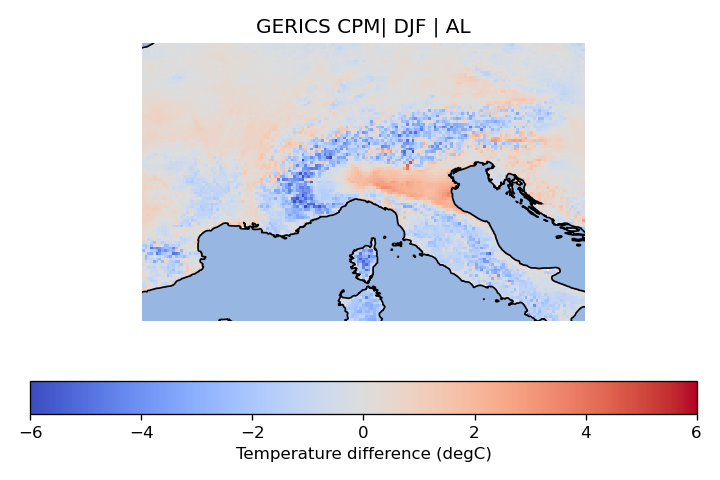 GERICS CPM| DJF | AL
−6 −4 −2 0 2 4 6
Temperature difference (degC)